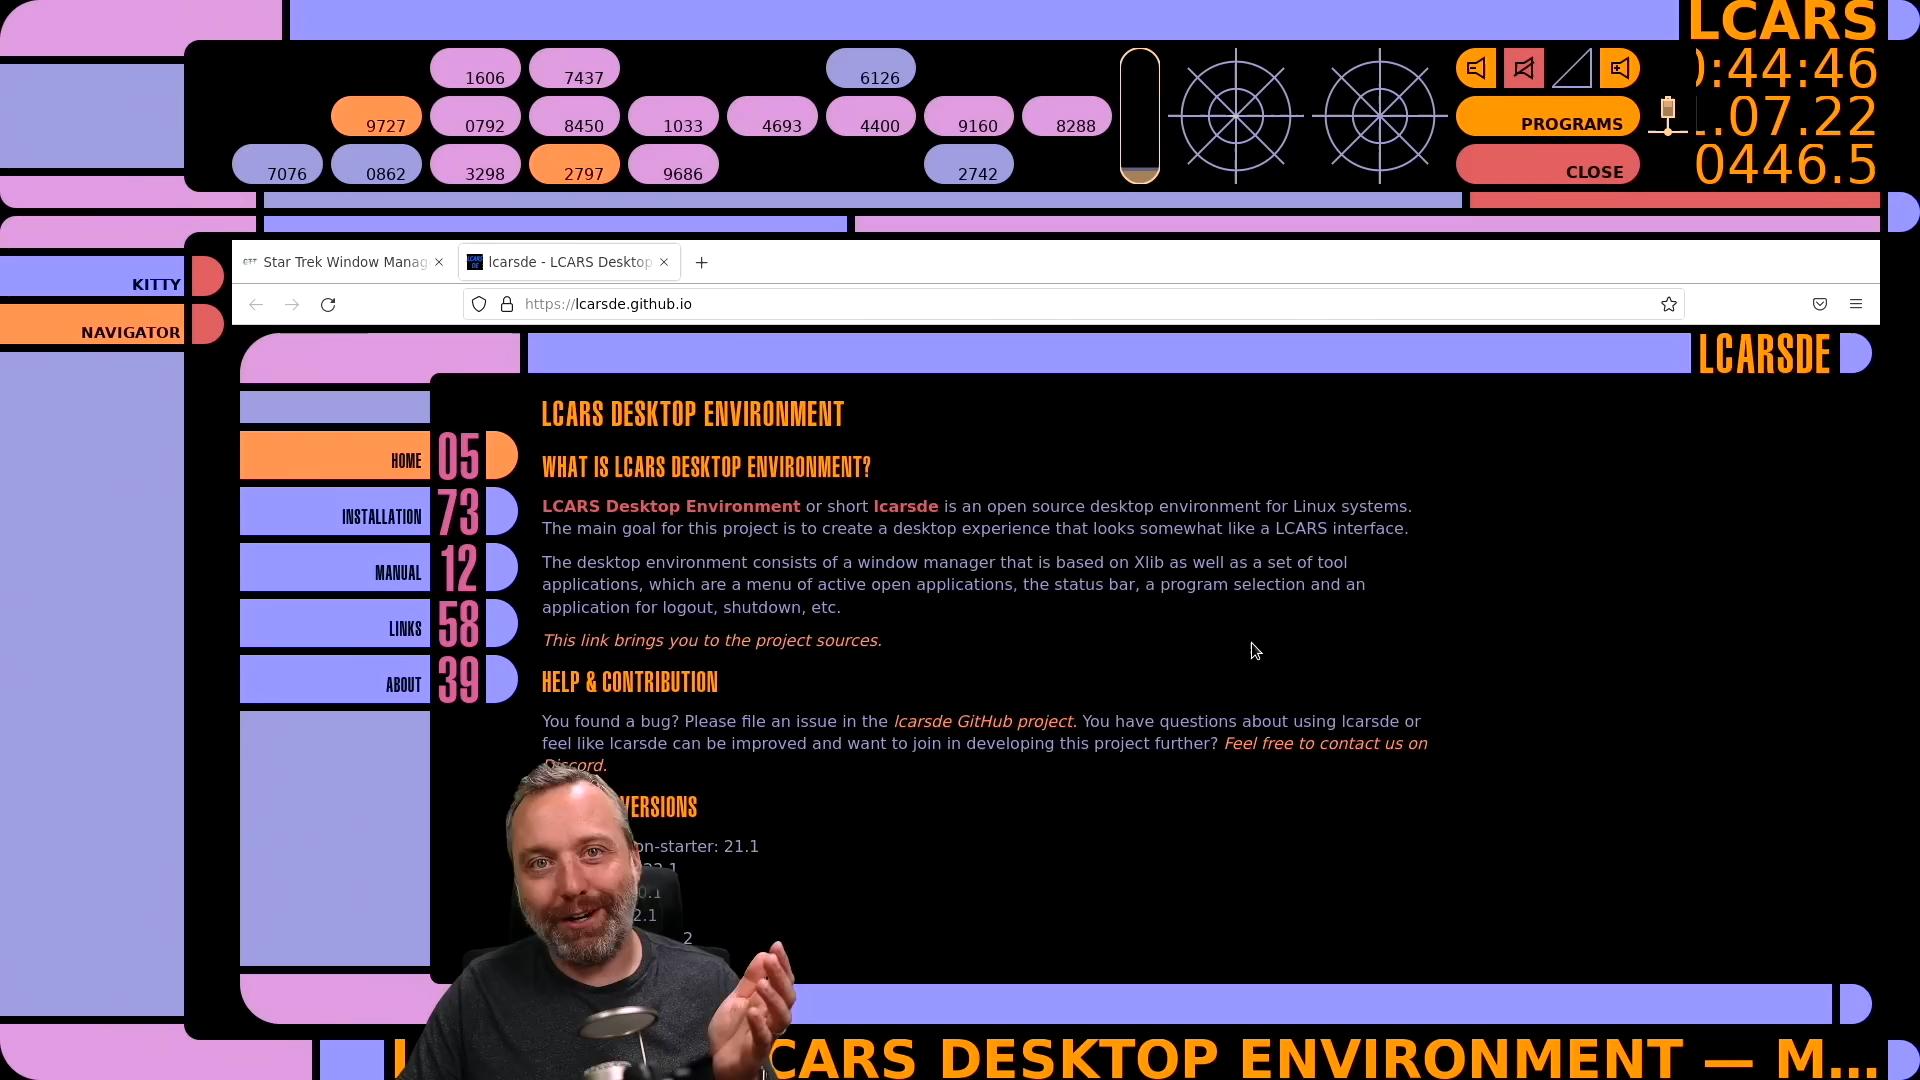 LCARS
1606 7437 6126
:44:46
9727 0792 8450 1033 4693 4400 9160 8288
PROGRAMS
.07.22
7076 0862 3298 2797 9686 2742
CLOSE
0446.5
KITTY
NAVIGATOR
Star Trek Window Manag
lcarsde - LCARS Desktop
https://lcarsde.github.io
LCARSDE
HOME 05
INSTALLATION 73
MANUAL 12
LINKS 58
ABOUT 39
LCARS DESKTOP ENVIRONMENT
WHAT IS LCARS DESKTOP ENVIRONMENT?
LCARS Desktop Environment or short lcarsde is an open source desktop environment for Linux systems.
The main goal for this project is to create a desktop experience that looks somewhat like a LCARS interface.
The desktop environment consists of a window manager that is based on Xlib as well as a set of tool
applications, which are a menu of active open applications, the status bar, a program selection and an
application for logout, shutdown, etc.
This link brings you to the project sources.
HELP & CONTRIBUTION
You found a bug? Please file an issue in the lcarsde GitHub project. You have questions about using lcarsde or
feel like lcarsde can be improved and want to join in developing this project further? Feel free to contact us on
Discord.
VERSIONS
on-starter: 21.1
22.1
0.1
2.1
2
CARS DESKTOP ENVIRONMENT — M...